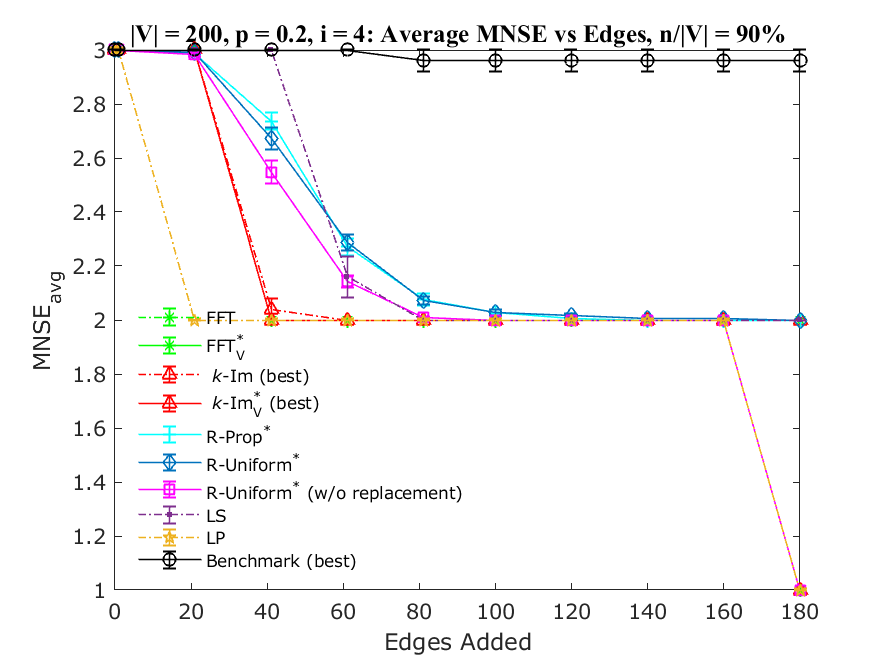 |V| = 200, p = 0.2, i = 4: Average MNSE vs Edges, n/|V| = 90%
3
2.8
2.6
2.4
2.2
2
1.8
1.6
1.4
1.2
1
MNSE_avg
FFT
FFT*_V
k-Im (best)
k-Im*_V (best)
R-Prop*
R-Uniform*
R-Uniform* (w/o replacement)
LS
LP
Benchmark (best)
0 20 40 60 80 100 120 140 160 180
Edges Added